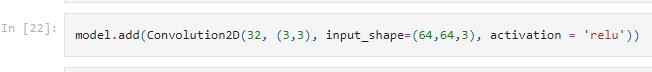 In [22]:
model.add(Convolution2D(32, (3,3), input_shape=(64,64,3), activation = 'relu'))